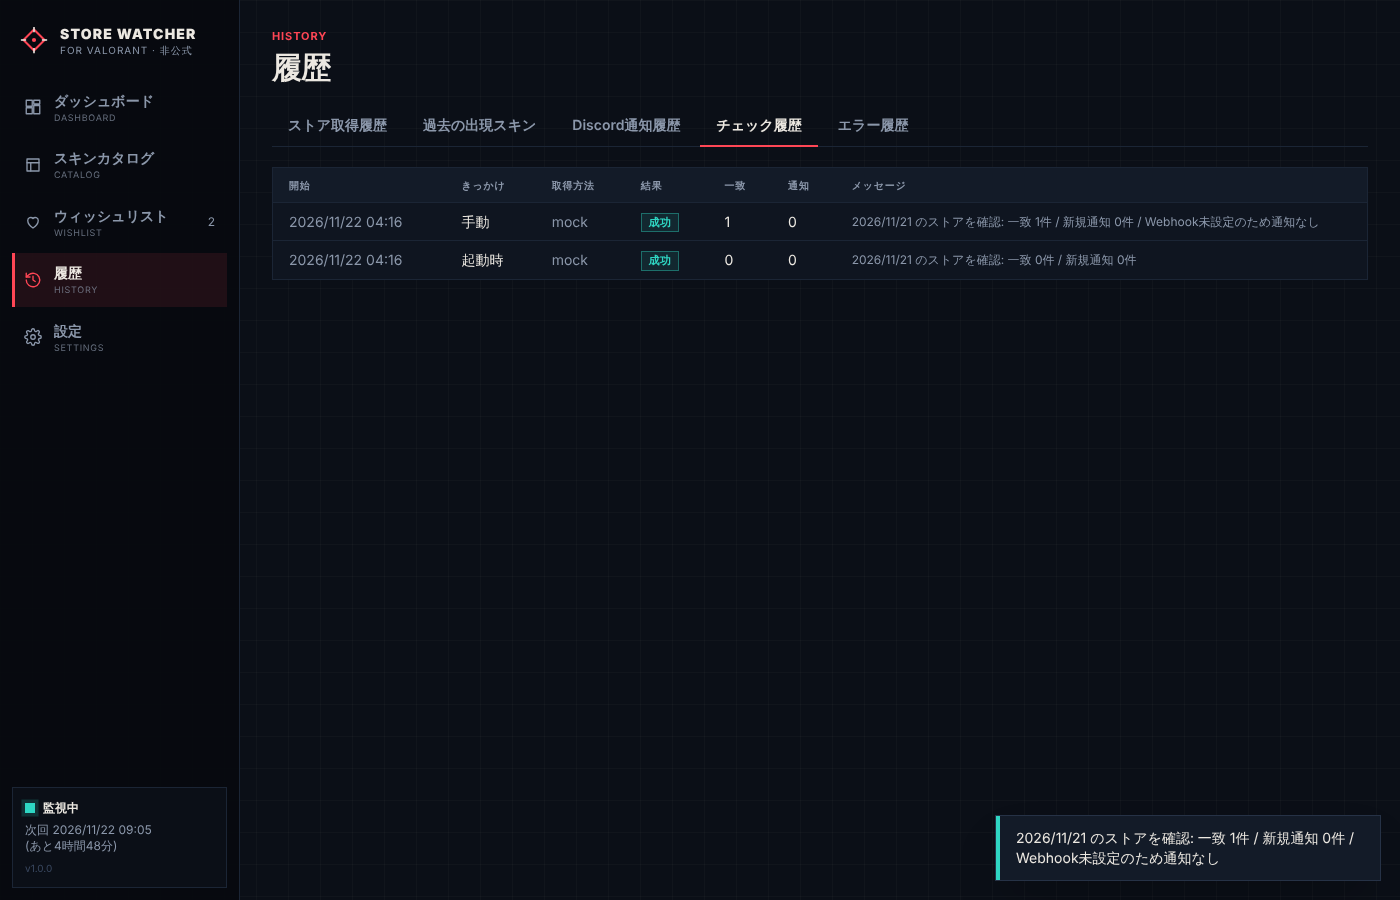 STORE WATCHER
FOR VALORANT · 非公式
ダッシュボード
DASHBOARD
スキンカタログ
CATALOG
ウィッシュリスト 2
WISHLIST
履歴
HISTORY
設定
SETTINGS
監視中
次回 2026/11/22 09:05
(あと4時間48分)
v1.0.0
HISTORY
履歴
ストア取得履歴 過去の出現スキン Discord通知履歴 チェック履歴 エラー履歴
開始 きっかけ 取得方法 結果 一致 通知 メッセージ
2026/11/22 04:16 手動 mock 成功 1 0 2026/11/21 のストアを確認: 一致 1件 / 新規通知 0件 / Webhook未設定のため通知なし
2026/11/22 04:16 起動時 mock 成功 0 0 2026/11/21 のストアを確認: 一致 0件 / 新規通知 0件
2026/11/21 のストアを確認: 一致 1件 / 新規通知 0件 /
Webhook未設定のため通知なし